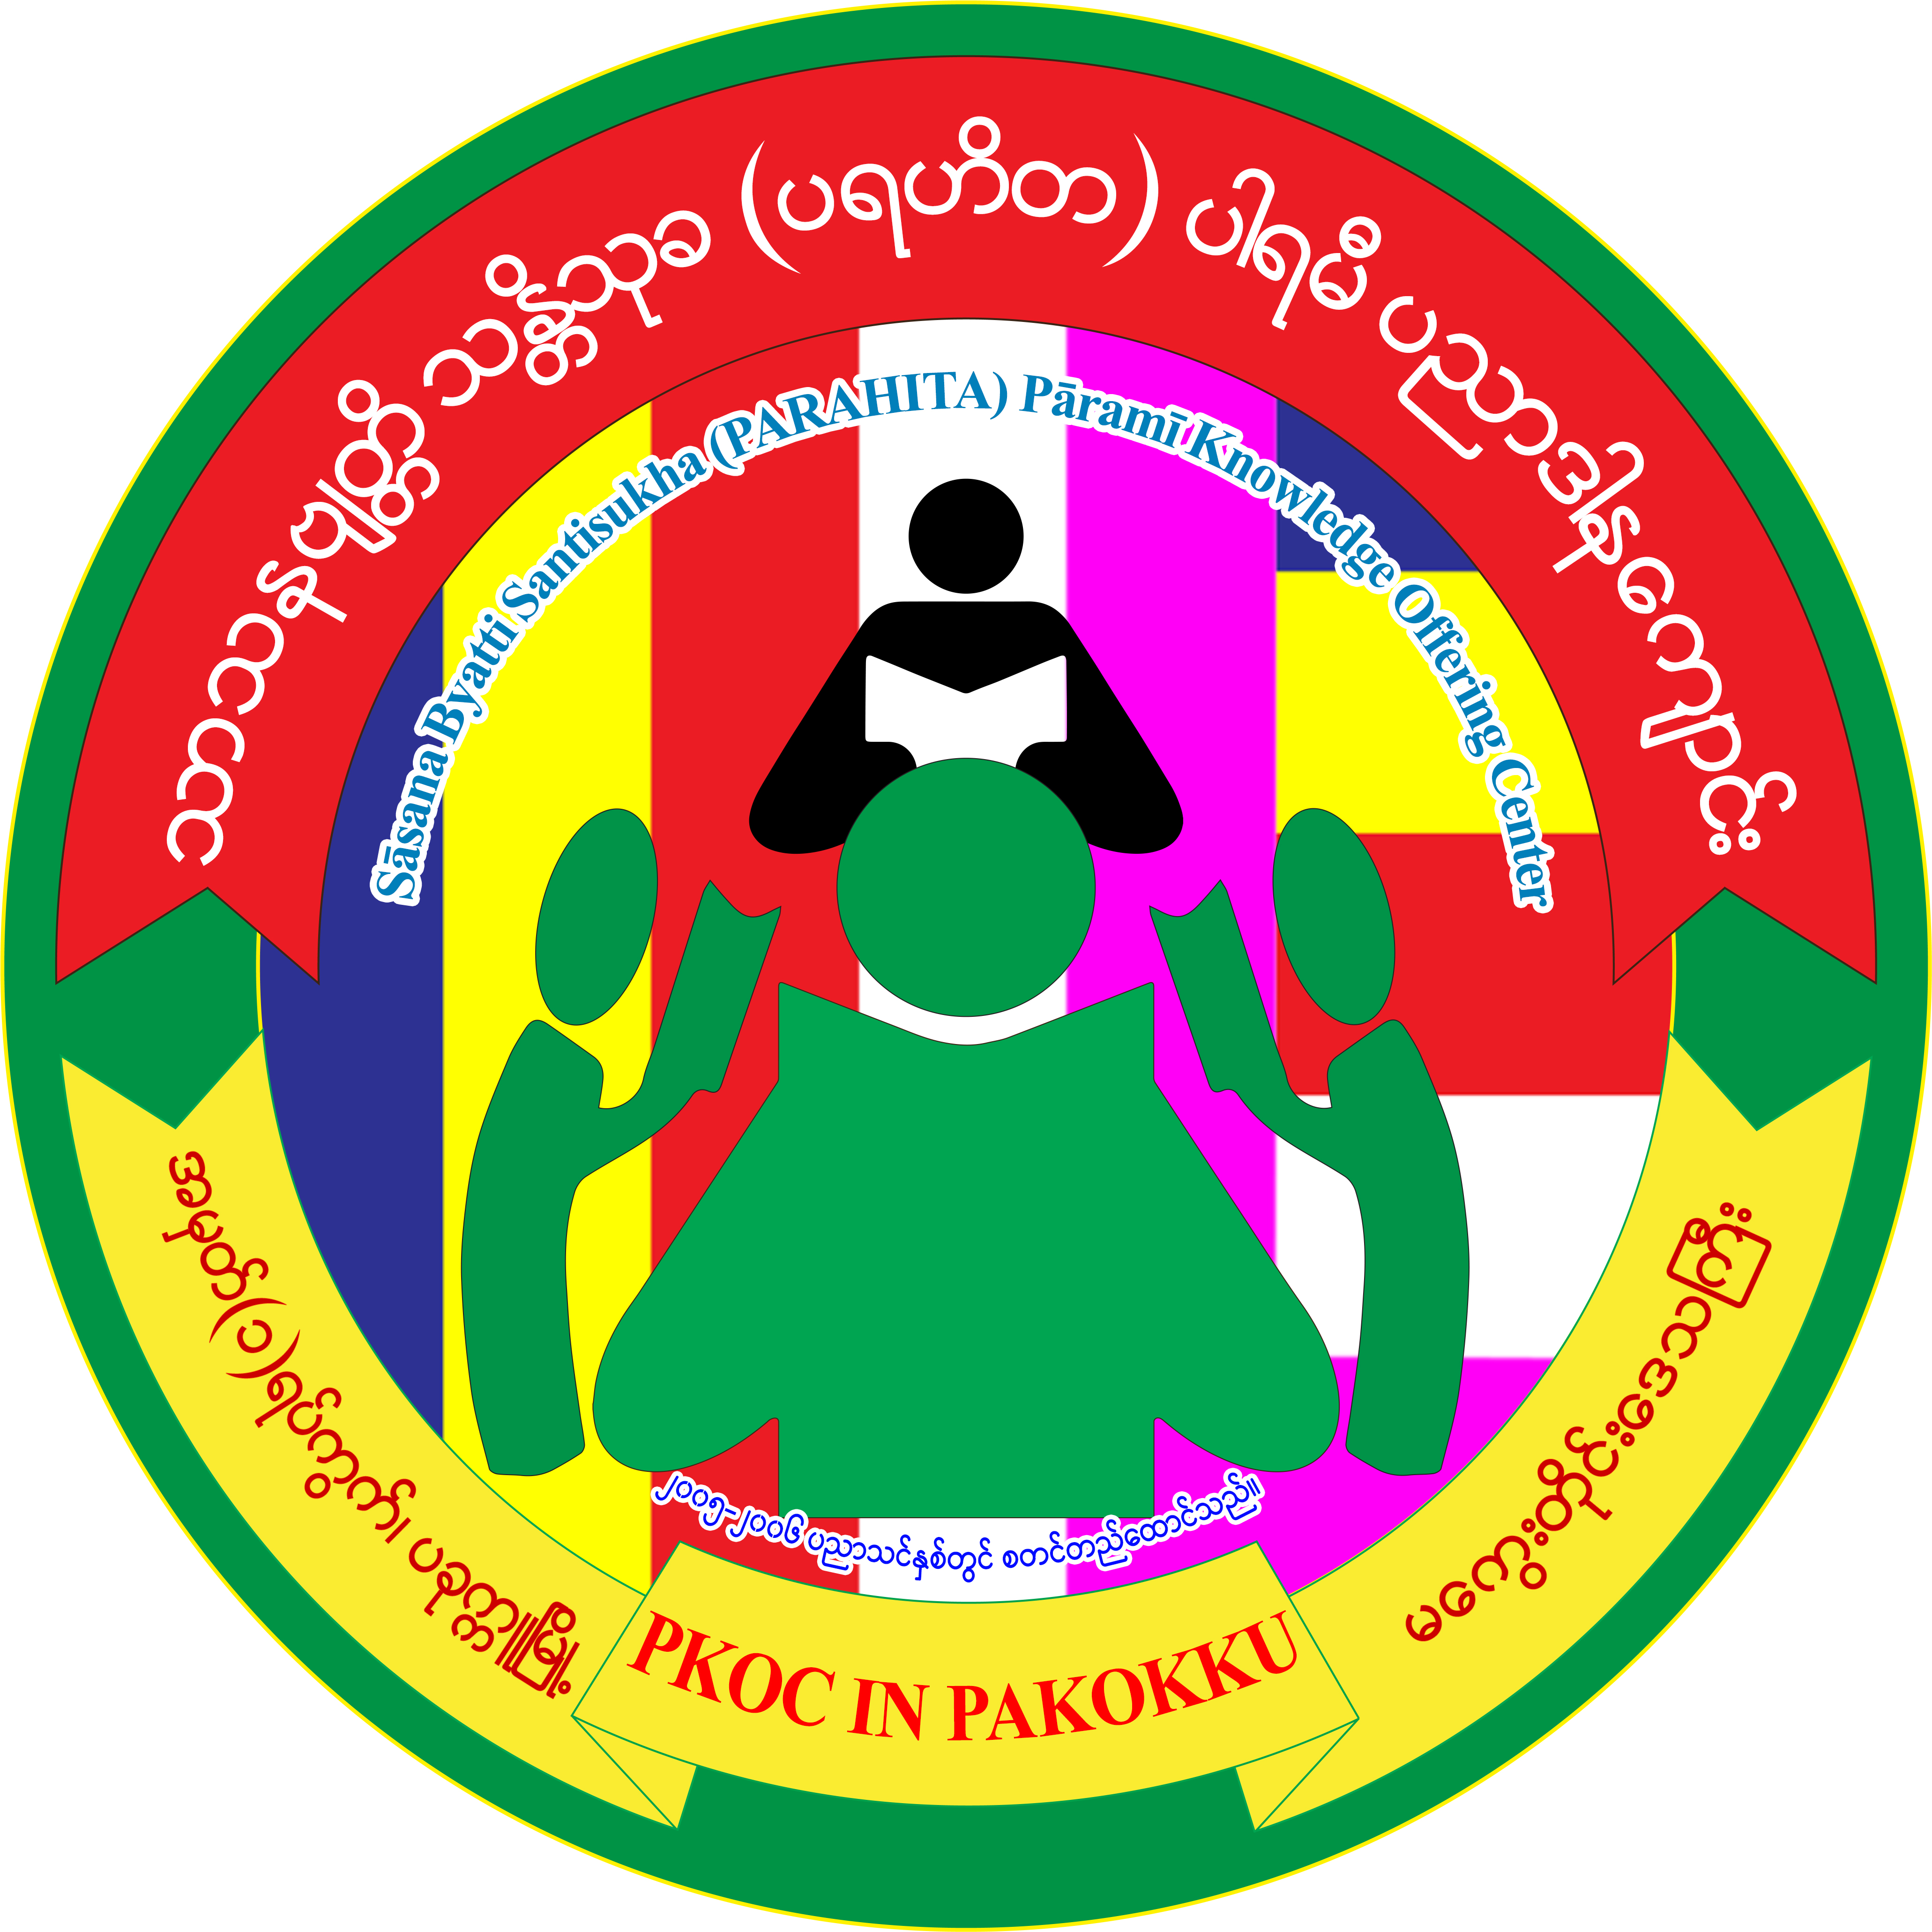 သာသနဗျတ္တိ သန္တိသုခ (ပရဟိတ) ပါရမီ ပညာဒါနကျောင်း
Sāsana Byatti Santisukha (PARAHITA) Pāramī Knowledge Offering Center
၂၀၀၅-၂၀၀၆ ပညာသင်နှစ်တွင် စတင်တည်ထောင်သည်။
အမှတ်(၁)ရပ်ကွက်၊ ပခုက္ကူမြို့။
PKOC IN PAKOKKU
မကွေးတိုင်းဒေသကြီး